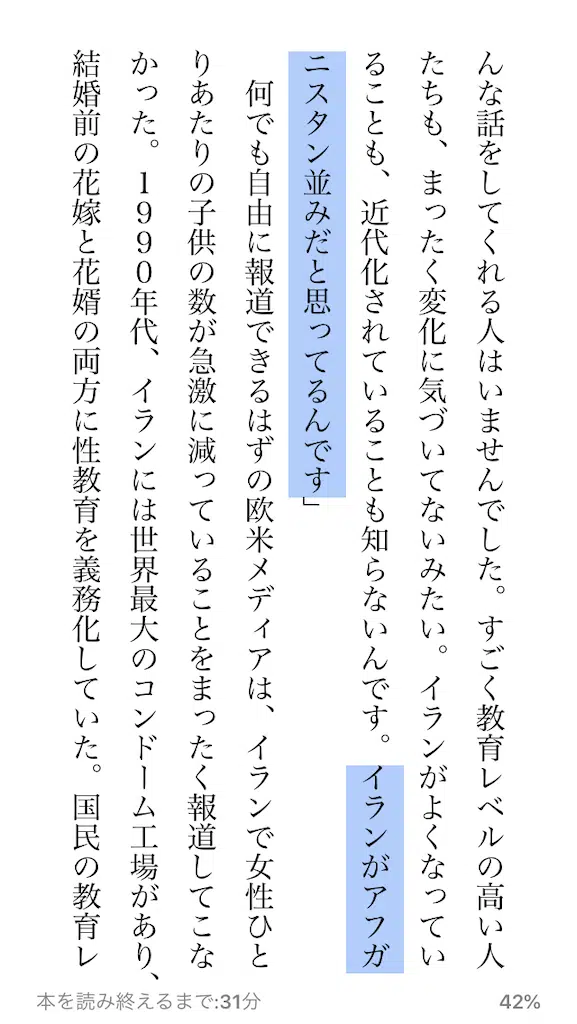 んな話をしてくれる人はいませんでした。すごく教育レベルの高い人
たちも、まったく変化に気づいてないみたい。イランがよくなってい
ることも、近代化されていることも知らないんです。イランがアフガ
ニスタン並みだと思ってるんです」
何でも自由に報道できるはずの欧米メディアは、イランで女性ひと
りあたりの子供の数が急激に減っていることをまったく報道してこな
かった。1990年代、イランには世界最大のコンドーム工場があり、
結婚前の花嫁と花婿の両方に性教育を義務化していた。国民の教育レ
本を読み終えるまで:31分
42%